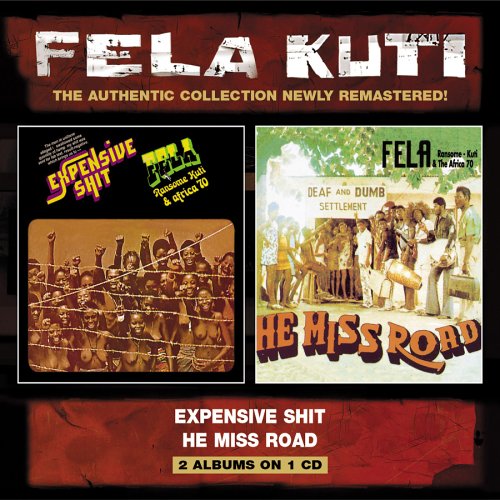 FELA KUTI
THE AUTHENTIC COLLECTION NEWLY REMASTERED!
EXPENSIVE
SHIT
FELA
Ransome Kuti
& africa 70
FELA Ransome - Kuti
& The Africa 70
DEAF AND DUMB
SETTLEMENT
HE MISS ROAD
EXPENSIVE SHIT
HE MISS ROAD
2 ALBUMS ON 1 CD